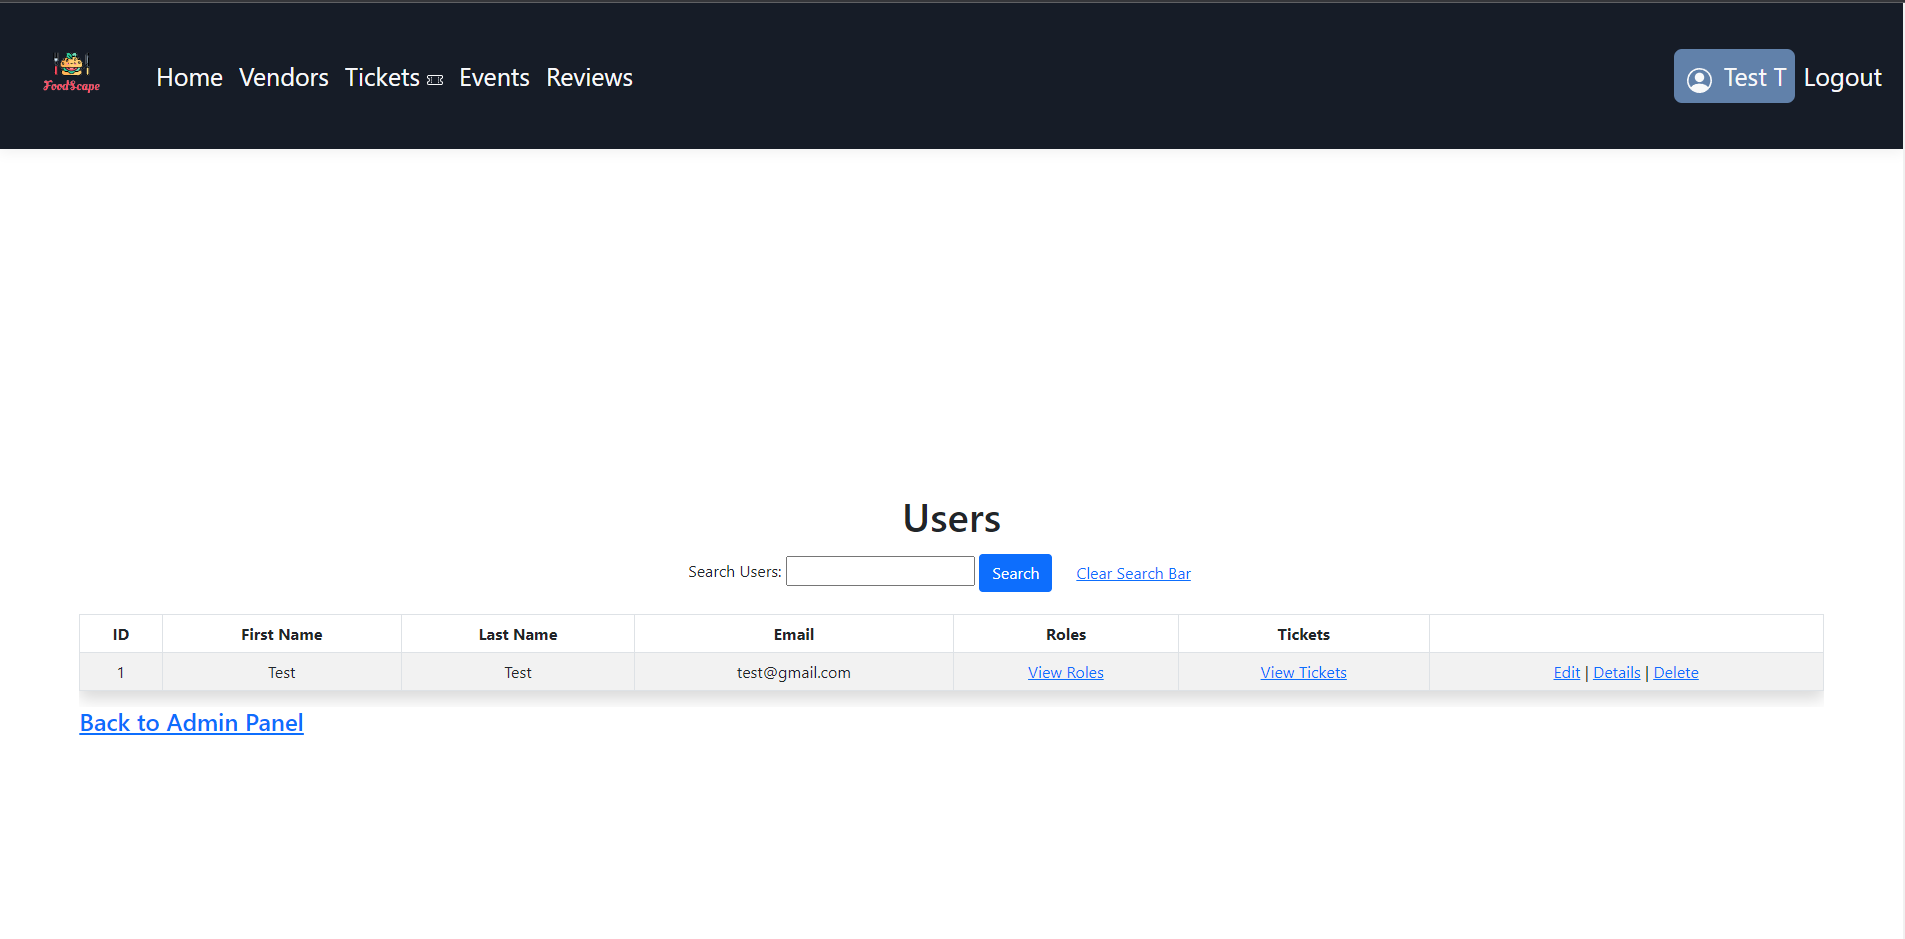 FoodScape
Home Vendors Tickets Events Reviews Test T Logout
Users
Search Users: Search Clear Search Bar
ID First Name Last Name Email Roles Tickets
1 Test Test test@gmail.com View Roles View Tickets Edit | Details | Delete
Back to Admin Panel